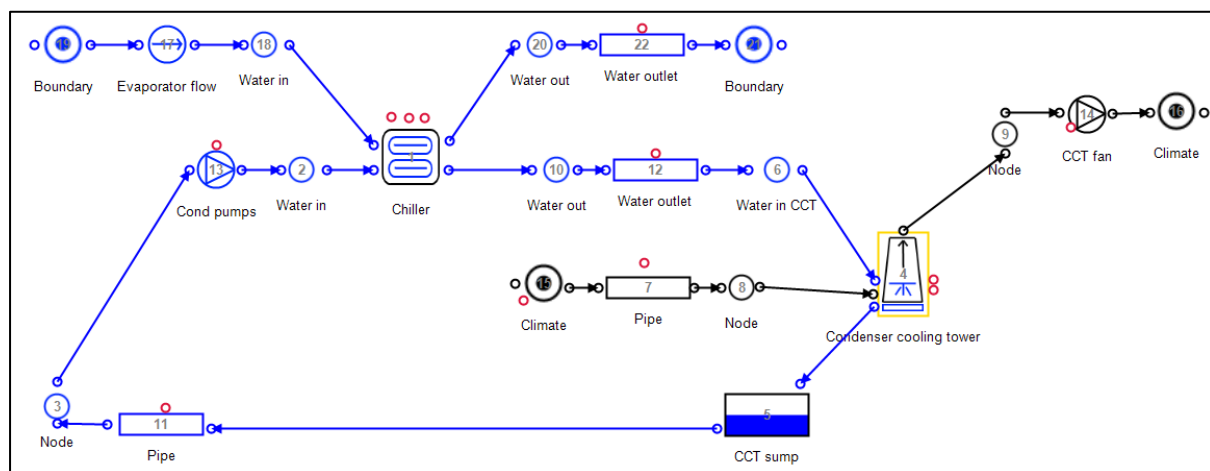 19 17 18 20 22 21
Boundary Evaporator flow Water in Water out Water outlet Boundary
14 16
9
CCT fan Climate
Node
1
13 2 10 12 6
Cond pumps Water in Chiller Water out Water outlet Water in CCT
4
15 7 8
Climate Pipe Node Condenser cooling tower
3 11 5
Node Pipe CCT sump